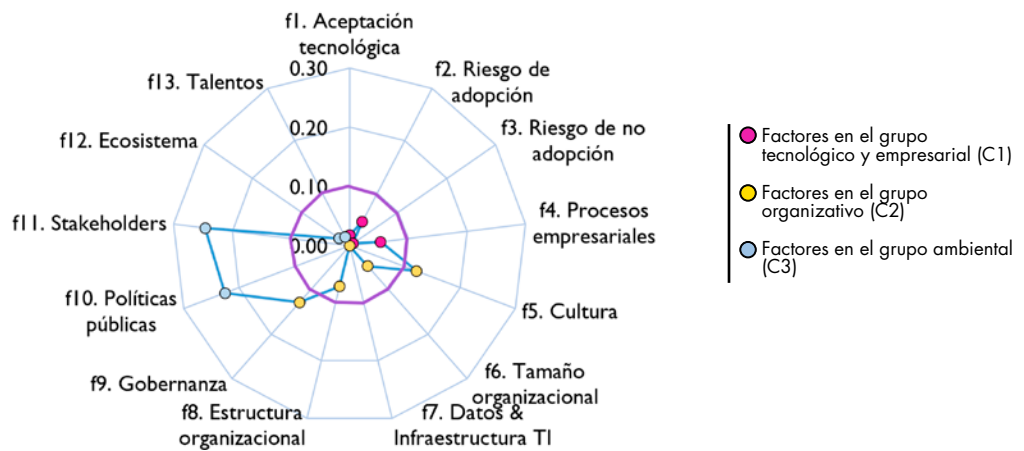 f1. Aceptación
tecnológica
0.30
f2. Riesgo de
adopción
f13. Talentos
f3. Riesgo de no
adopción
f12. Ecosistema
0.20
0.10
f4. Procesos
empresariales
f11. Stakeholders
0.00
f10. Políticas
públicas
f5. Cultura
f9. Gobernanza
f6. Tamaño
organizacional
f8. Estructura
organizacional
f7. Datos &
Infraestructura TI
Factores en el grupo
tecnológico y empresarial (C1)
Factores en el grupo
organizativo (C2)
Factores en el grupo ambiental
(C3)